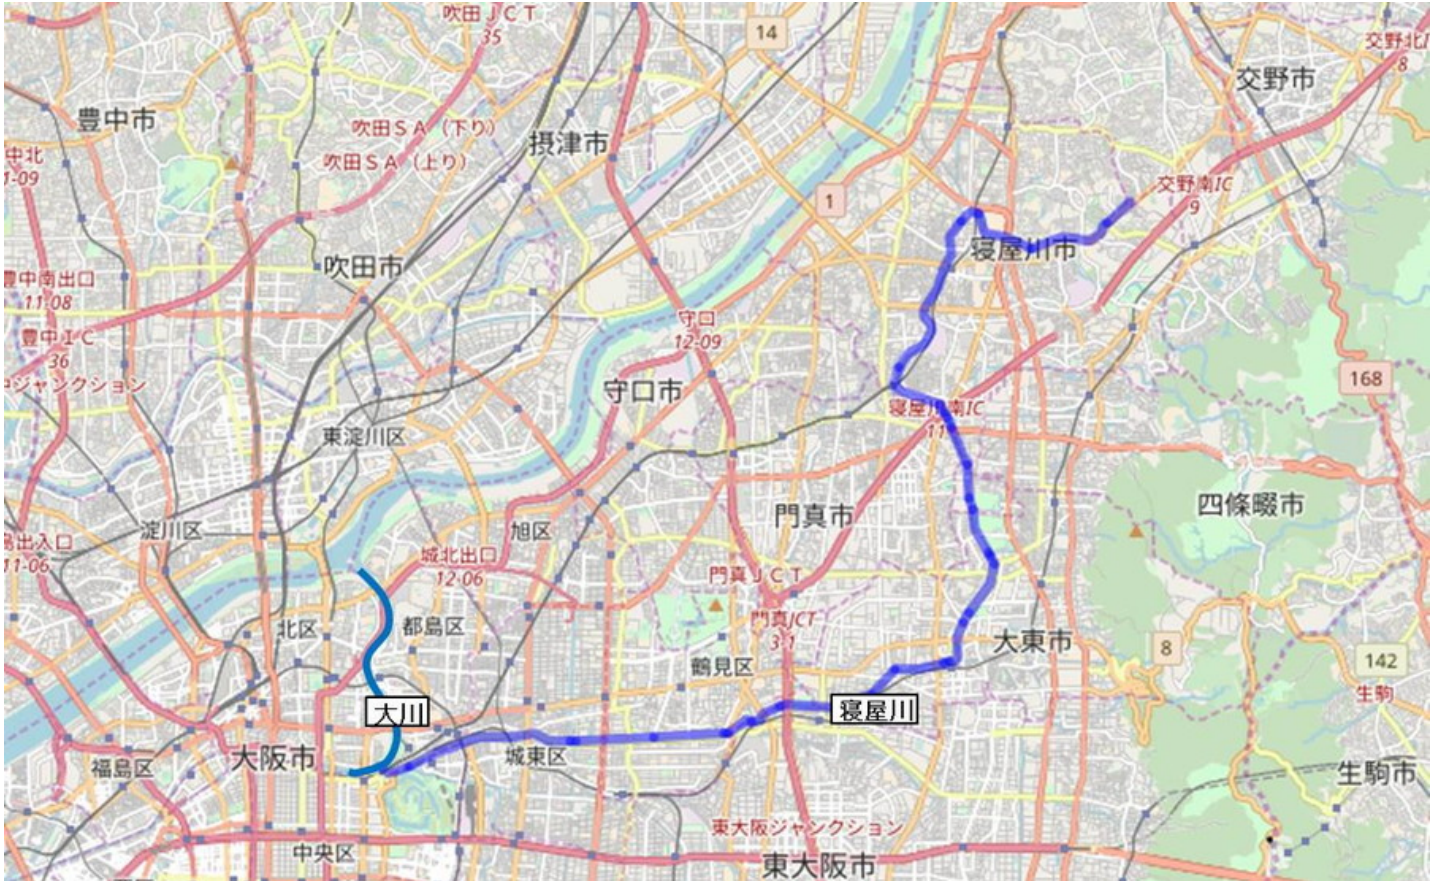 吹田ＪＣＴ
35
14
交野北
8
交野市
豊中市
吹田ＳＡ（下り）
摂津市
吹田ＳＡ（上り）
中北
1-09
1
交野南IC
9
寝屋川市
吹田市
豊中南出口
11-08
守口
12-09
豊中ＩＣ
36
ジャンクション
168
守口市
寝屋川南IC
11
東淀川区
四條畷市
門真市
淀川区
旭区
島出入口
11-06
城北出口
12-06
門真ＪＣＴ
門真JCT
3-1
北区
都島区
大東市
8
鶴見区
142
生駒
大川
寝屋川
大阪市
城東区
福島区
生駒市
東大阪ジャンクション
中央区
東大阪市